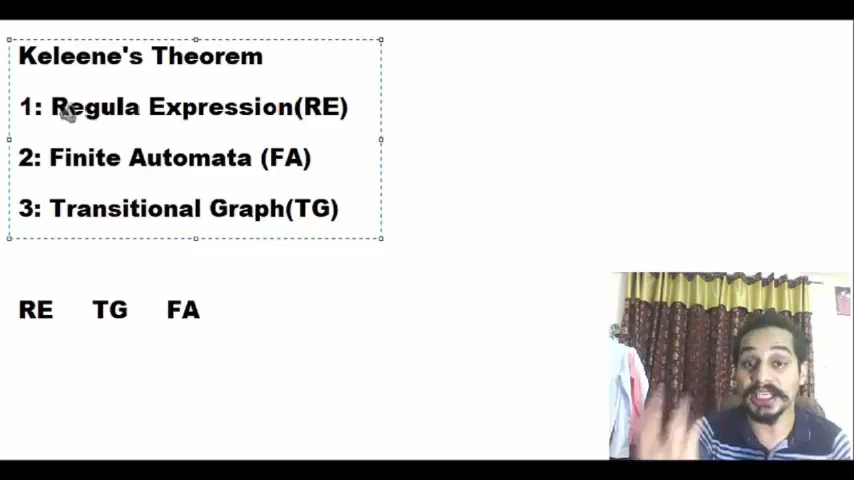 Keleene's Theorem
1: Regula Expression(RE)
2: Finite Automata (FA)
3: Transitional Graph(TG)
RE TG FA